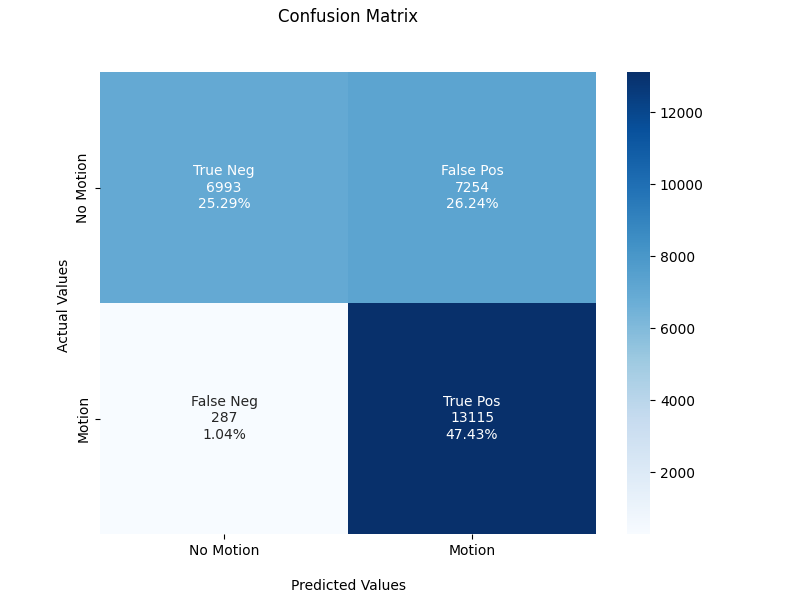 Confusion Matrix
No Motion
True Neg
6993
25.29%
False Pos
7254
26.24%
Actual Values
Motion
False Neg
287
1.04%
True Pos
13115
47.43%
No Motion
Motion
Predicted Values
12000
10000
8000
6000
4000
2000